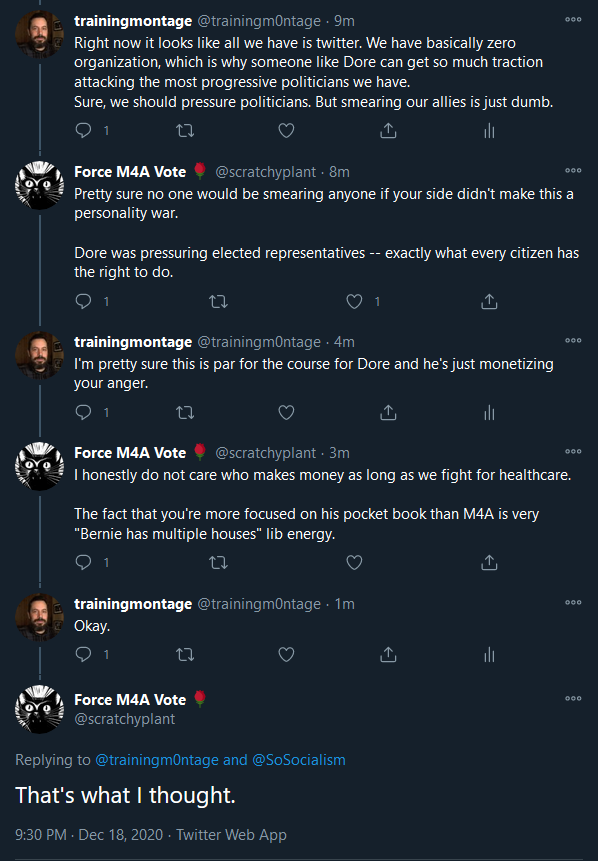 trainingmontage @trainingm0ntage · 9m
Right now it looks like all we have is twitter. We have basically zero
organization, which is why someone like Dore can get so much traction
attacking the most progressive politicians we have.
Sure, we should pressure politicians. But smearing our allies is just dumb.
1
Force M4A Vote🌹 @scratchyplant · 8m
Pretty sure no one would be smearing anyone if your side didn't make this a
personality war.
Dore was pressuring elected representatives -- exactly what every citizen has
the right to do.
1 1
trainingmontage @trainingm0ntage · 4m
I'm pretty sure this is par for the course for Dore and he's just monetizing
your anger.
1
Force M4A Vote🌹 @scratchyplant · 3m
I honestly do not care who makes money as long as we fight for healthcare.
The fact that you're more focused on his pocket book than M4A is very
"Bernie has multiple houses" lib energy.
1
trainingmontage @trainingm0ntage · 1m
Okay.
1
Force M4A Vote🌹
@scratchyplant
Replying to @trainingm0ntage and @SoSocialism
That's what I thought.
9:30 PM · Dec 18, 2020 · Twitter Web App